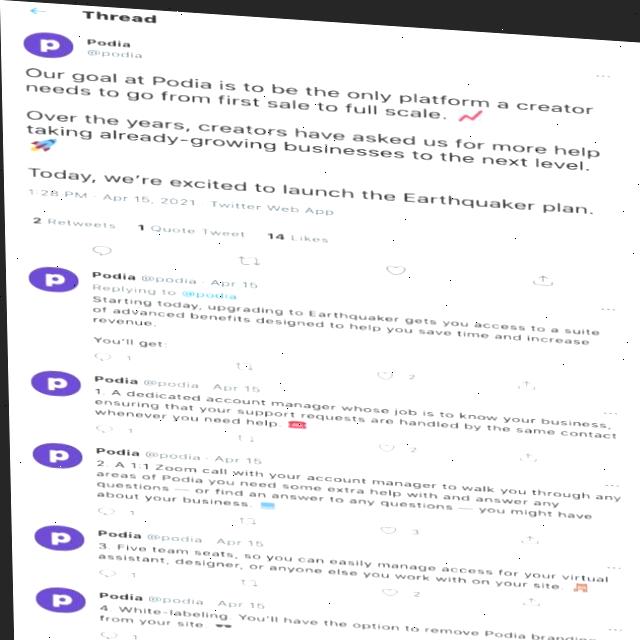 Thread
Podia
@podia
Our goal at Podia is to be the only platform a creator
needs to go from first sale to full scale. 📈
Over the years, creators have asked us for more help
taking already-growing businesses to the next level.
🚀
Today, we're excited to launch the Earthquaker plan.
1:28 PM · Apr 15, 2021 · Twitter Web App
2 Retweets 1 Quote Tweet 14 Likes
Podia @podia · Apr 15
Replying to @podia
Starting today, upgrading to Earthquaker gets you access to a suite
of advanced benefits designed to help you save time and increase
revenue.
You'll get:
1 2
Podia @podia · Apr 15
1. A dedicated account manager whose job is to know your business,
ensuring that your support requests are handled by the same contact
whenever you need help. ☎️
1 1 2
Podia @podia · Apr 15
2. A 1:1 Zoom call with your account manager to walk you through any
areas of Podia you need some extra help with and answer any
questions — or find an answer to any questions — you might have
about your business.
1 3
Podia @podia · Apr 15
3. Five team seats, so you can easily manage access for your virtual
assistant, designer, or anyone else you work with on your site.
1 2
Podia @podia · Apr 15
4. White-labeling. You'll have the option to remove Podia branding
from your site. 🕶️
1